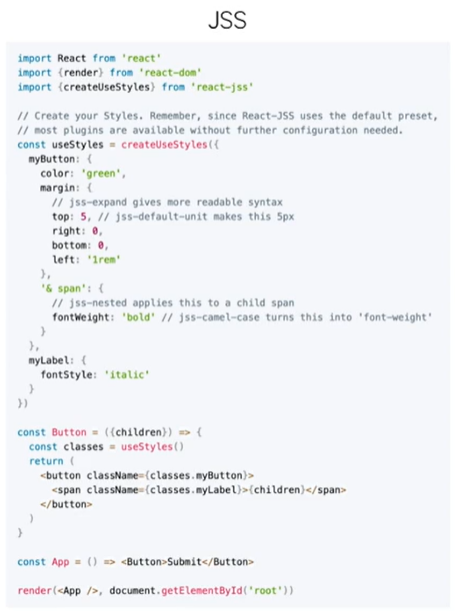 JSS
import React from 'react'
import {render} from 'react-dom'
import {createUseStyles} from 'react-jss'
// Create your Styles. Remember, since React-JSS uses the default preset,
// most plugins are available without further configuration needed.
const useStyles = createUseStyles({
  myButton: {
    color: 'green',
    margin: {
      // jss-expand gives more readable syntax
      top: 5, // jss-default-unit makes this 5px
      right: 0,
      bottom: 0,
      left: '1rem'
    },
    '& span': {
      // jss-nested applies this to a child span
      fontWeight: 'bold' // jss-camel-case turns this into 'font-weight'
    }
  },
  myLabel: {
    fontStyle: 'italic'
  }
})
const Button = ({children}) => {
  const classes = useStyles()
  return (
    <button className={classes.myButton}>
      <span className={classes.myLabel}>{children}</span>
    </button>
  )
}
const App = () => <Button>Submit</Button>
render(<App />, document.getElementById('root'))